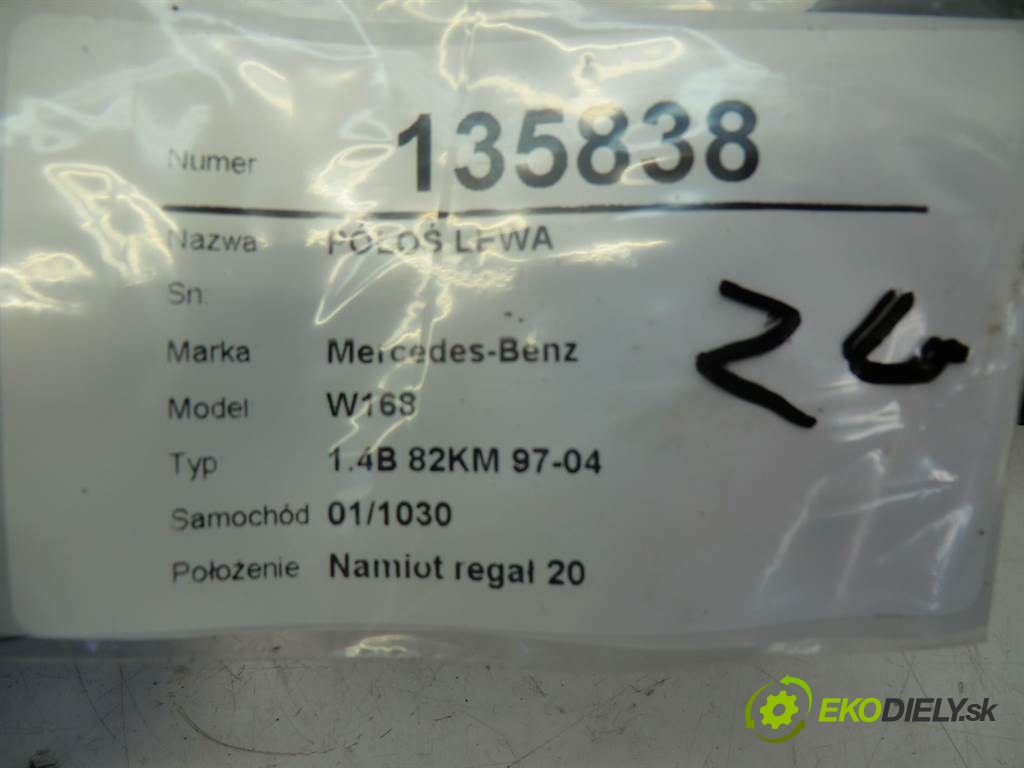 Numer 135838
Nazwa PÓŁOŚ LEWA
Sn:
Marka Mercedes-Benz
Model W168
Typ 1.4B 82KM 97-04
Samochód 01/1030
Położenie Namiot regał 20
EKODIELY.sk